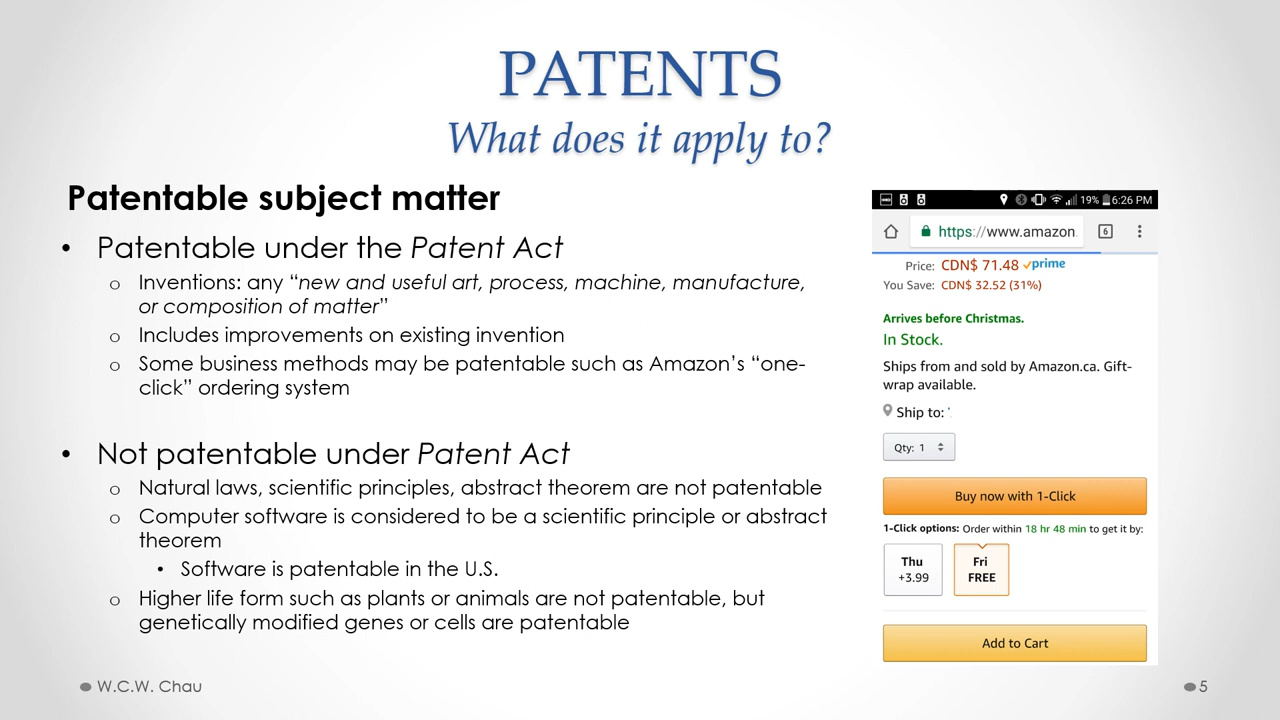 PATENTS
What does it apply to?
Patentable subject matter
• Patentable under the Patent Act
o Inventions: any “new and useful art, process, machine, manufacture,
or composition of matter”
o Includes improvements on existing invention
o Some business methods may be patentable such as Amazon’s “one-
click” ordering system
• Not patentable under Patent Act
o Natural laws, scientific principles, abstract theorem are not patentable
o Computer software is considered to be a scientific principle or abstract
theorem
• Software is patentable in the U.S.
o Higher life form such as plants or animals are not patentable, but
genetically modified genes or cells are patentable
19% 6:26 PM
https://www.amazon.
6
Price: CDN$ 71.48 prime
You Save: CDN$ 32.52 (31%)
Arrives before Christmas.
In Stock.
Ships from and sold by Amazon.ca. Gift-
wrap available.
Ship to:
Qty: 1
Buy now with 1-Click
1-Click options: Order within 18 hr 48 min to get it by:
Thu
+3.99
Fri
FREE
Add to Cart
W.C.W. Chau
5